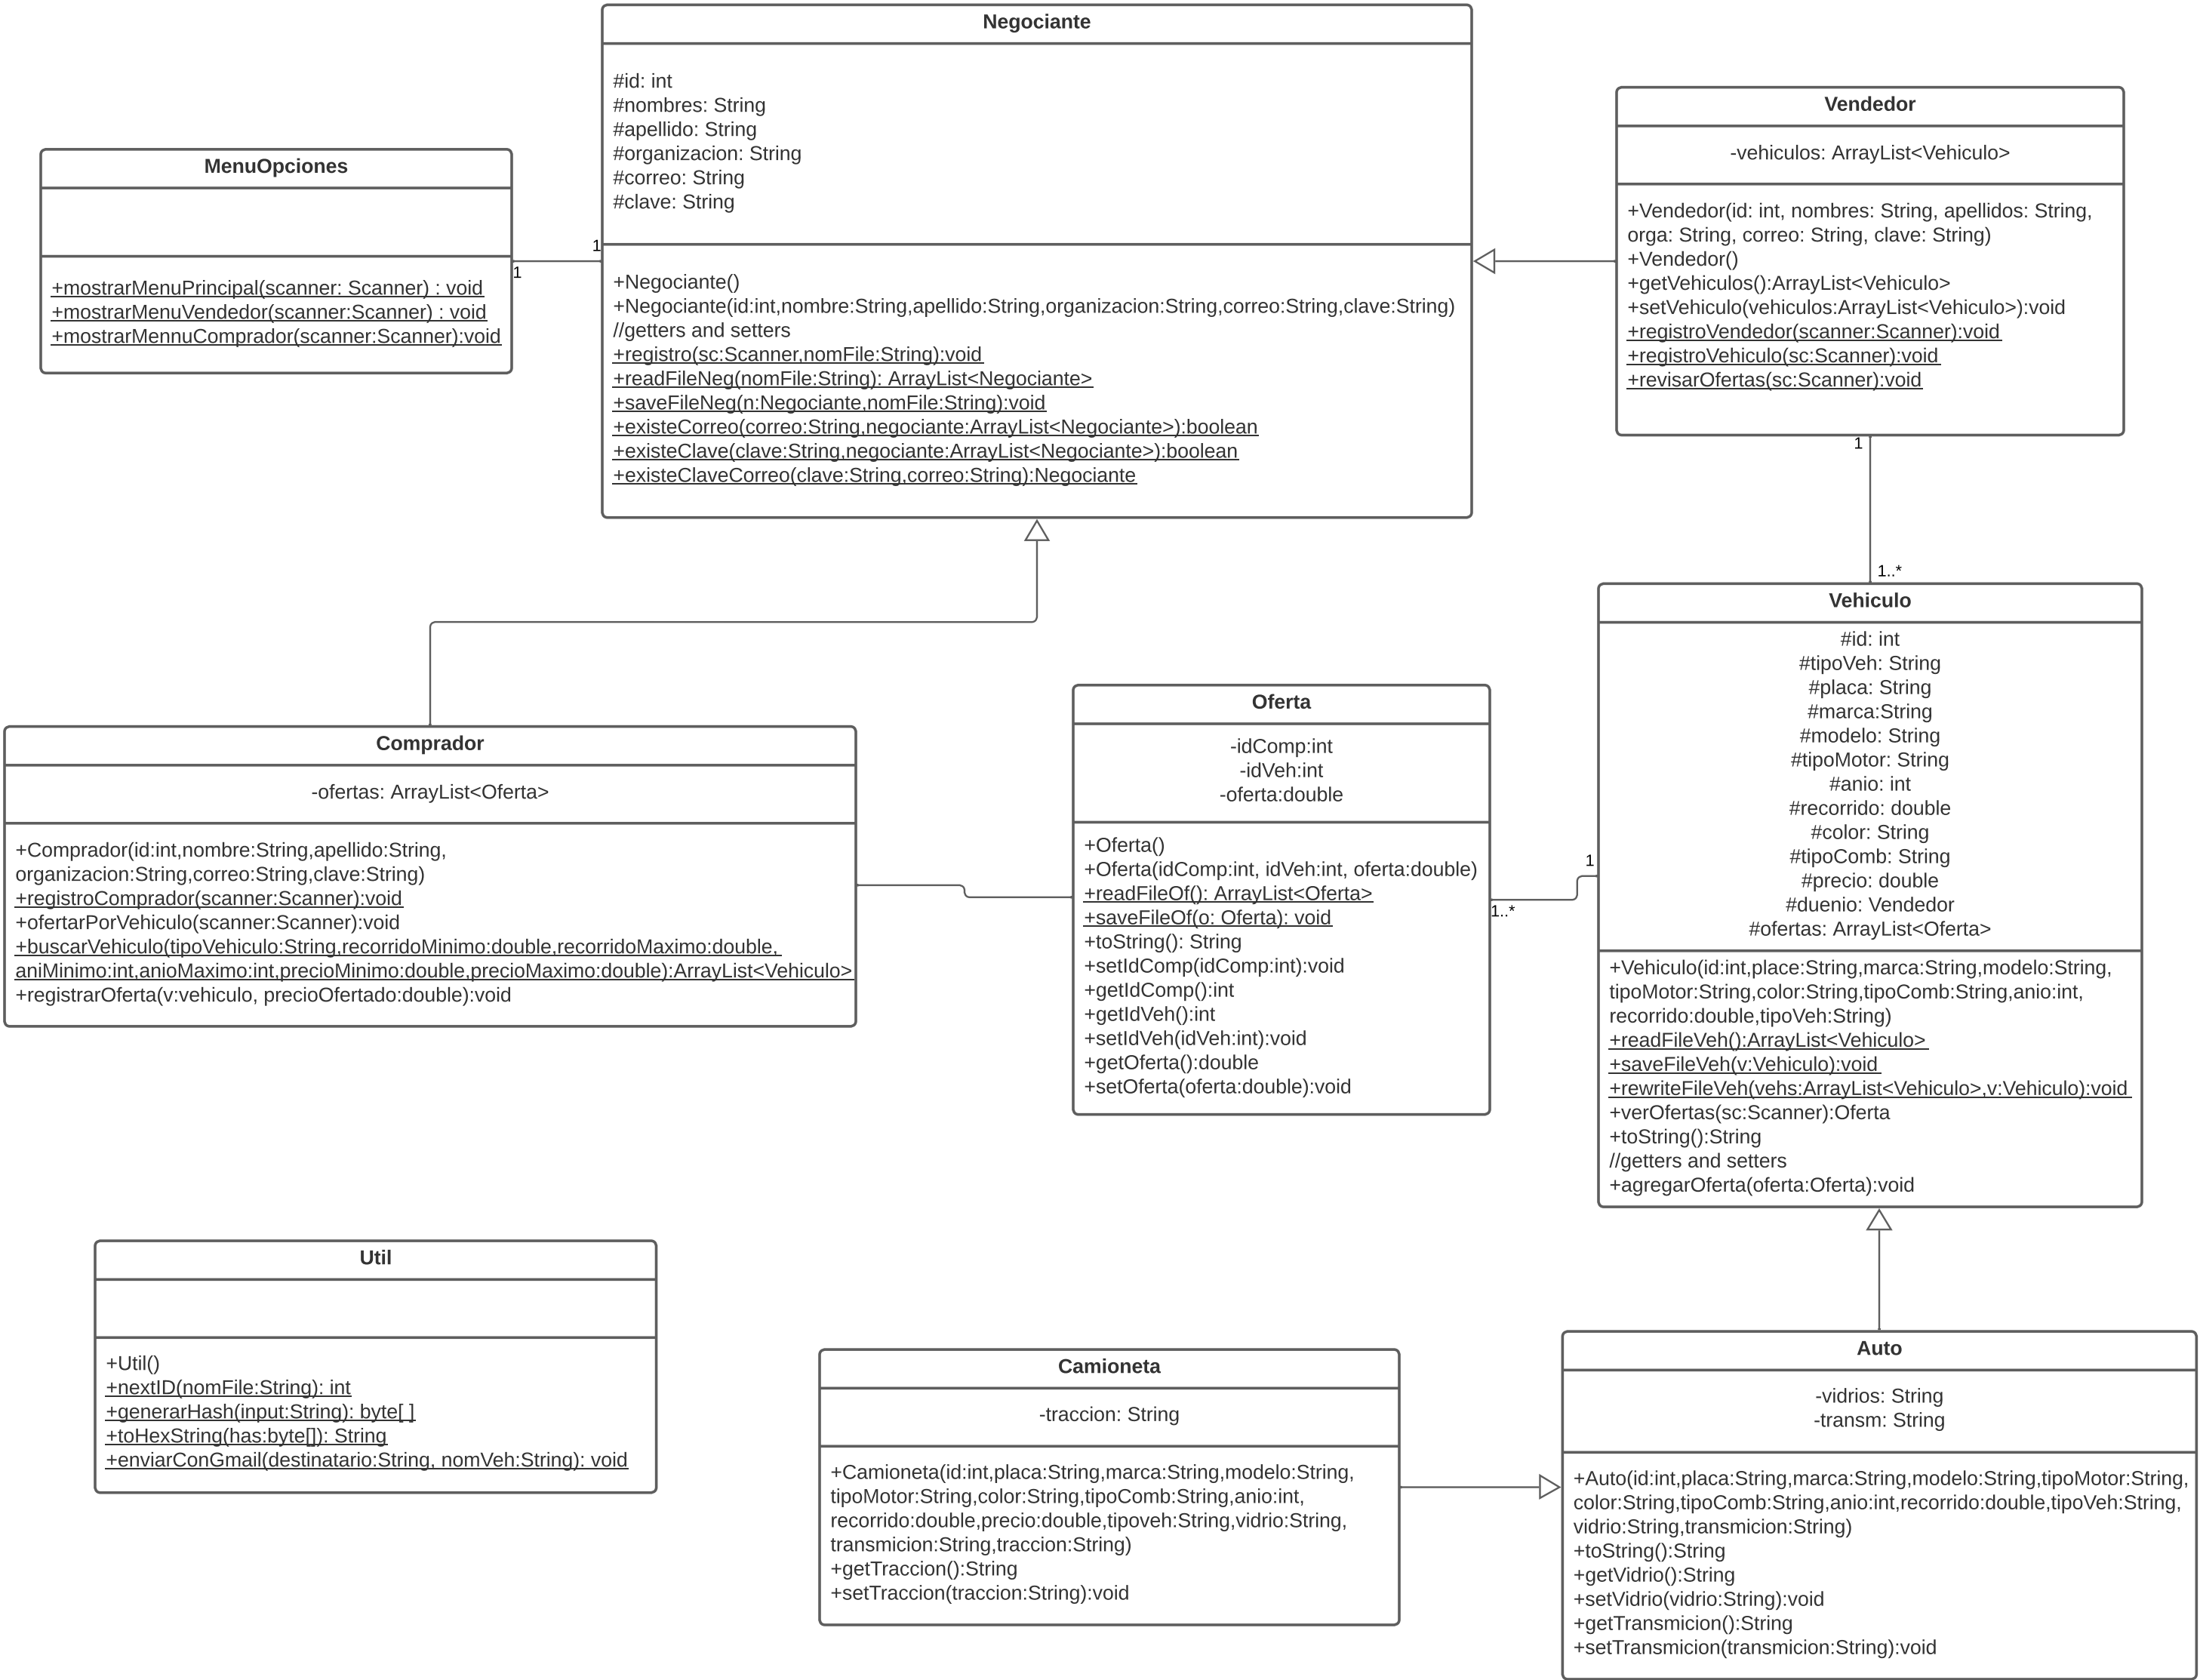 Negociante
#id: int
#nombres: String
#apellido: String
#organizacion: String
#correo: String
#clave: String
+Negociante()
+Negociante(id:int,nombre:String,apellido:String,organizacion:String,correo:String,clave:String)
//getters and setters
+registro(sc:Scanner,nomFile:String):void
+readFileNeg(nomFile:String): ArrayList<Negociante>
+saveFileNeg(n:Negociante,nomFile:String):void
+existeCorreo(correo:String,negociante:ArrayList<Negociante>):boolean
+existeClave(clave:String,negociante:ArrayList<Negociante>):boolean
+existeClaveCorreo(clave:String,correo:String):Negociante
MenuOpciones
+mostrarMenuPrincipal(scanner: Scanner) : void
+mostrarMenuVendedor(scanner:Scanner) : void
+mostrarMennuComprador(scanner:Scanner):void
1
1
Vendedor
-vehiculos: ArrayList<Vehiculo>
+Vendedor(id: int, nombres: String, apellidos: String,
orga: String, correo: String, clave: String)
+Vendedor()
+getVehiculos():ArrayList<Vehiculo>
+setVehiculo(vehiculos:ArrayList<Vehiculo>):void
+registroVendedor(scanner:Scanner):void
+registroVehiculo(sc:Scanner):void
+revisarOfertas(sc:Scanner):void
1
1..*
Comprador
-ofertas: ArrayList<Oferta>
+Comprador(id:int,nombre:String,apellido:String,
organizacion:String,correo:String,clave:String)
+registroComprador(scanner:Scanner):void
+ofertarPorVehiculo(scanner:Scanner):void
+buscarVehiculo(tipoVehiculo:String,recorridoMinimo:double,recorridoMaximo:double,
aniMinimo:int,anioMaximo:int,precioMinimo:double,precioMaximo:double):ArrayList<Vehiculo>
+registrarOferta(v:vehiculo, precioOfertado:double):void
Oferta
-idComp:int
-idVeh:int
-oferta:double
+Oferta()
+Oferta(idComp:int, idVeh:int, oferta:double)
+readFileOf(): ArrayList<Oferta>
+saveFileOf(o: Oferta): void
+toString(): String
+setIdComp(idComp:int):void
+getIdComp():int
+getIdVeh():int
+setIdVeh(idVeh:int):void
+getOferta():double
+setOferta(oferta:double):void
1
1..*
Vehiculo
#id: int
#tipoVeh: String
#placa: String
#marca:String
#modelo: String
#tipoMotor: String
#anio: int
#recorrido: double
#color: String
#tipoComb: String
#precio: double
#duenio: Vendedor
#ofertas: ArrayList<Oferta>
+Vehiculo(id:int,place:String,marca:String,modelo:String,
tipoMotor:String,color:String,tipoComb:String,anio:int,
recorrido:double,tipoVeh:String)
+readFileVeh():ArrayList<Vehiculo>
+saveFileVeh(v:Vehiculo):void
+rewriteFileVeh(vehs:ArrayList<Vehiculo>,v:Vehiculo):void
+verOfertas(sc:Scanner):Oferta
+toString():String
//getters and setters
+agregarOferta(oferta:Oferta):void
Util
+Util()
+nextID(nomFile:String): int
+generarHash(input:String): byte[ ]
+toHexString(has:byte[]): String
+enviarConGmail(destinatario:String, nomVeh:String): void
Camioneta
-traccion: String
+Camioneta(id:int,placa:String,marca:String,modelo:String,
tipoMotor:String,color:String,tipoComb:String,anio:int,
recorrido:double,precio:double,tipoveh:String,vidrio:String,
transmicion:String,traccion:String)
+getTraccion():String
+setTraccion(traccion:String):void
Auto
-vidrios: String
-transm: String
+Auto(id:int,placa:String,marca:String,modelo:String,tipoMotor:String,
color:String,tipoComb:String,anio:int,recorrido:double,tipoVeh:String,
vidrio:String,transmicion:String)
+toString():String
+getVidrio():String
+setVidrio(vidrio:String):void
+getTransmicion():String
+setTransmicion(transmicion:String):void